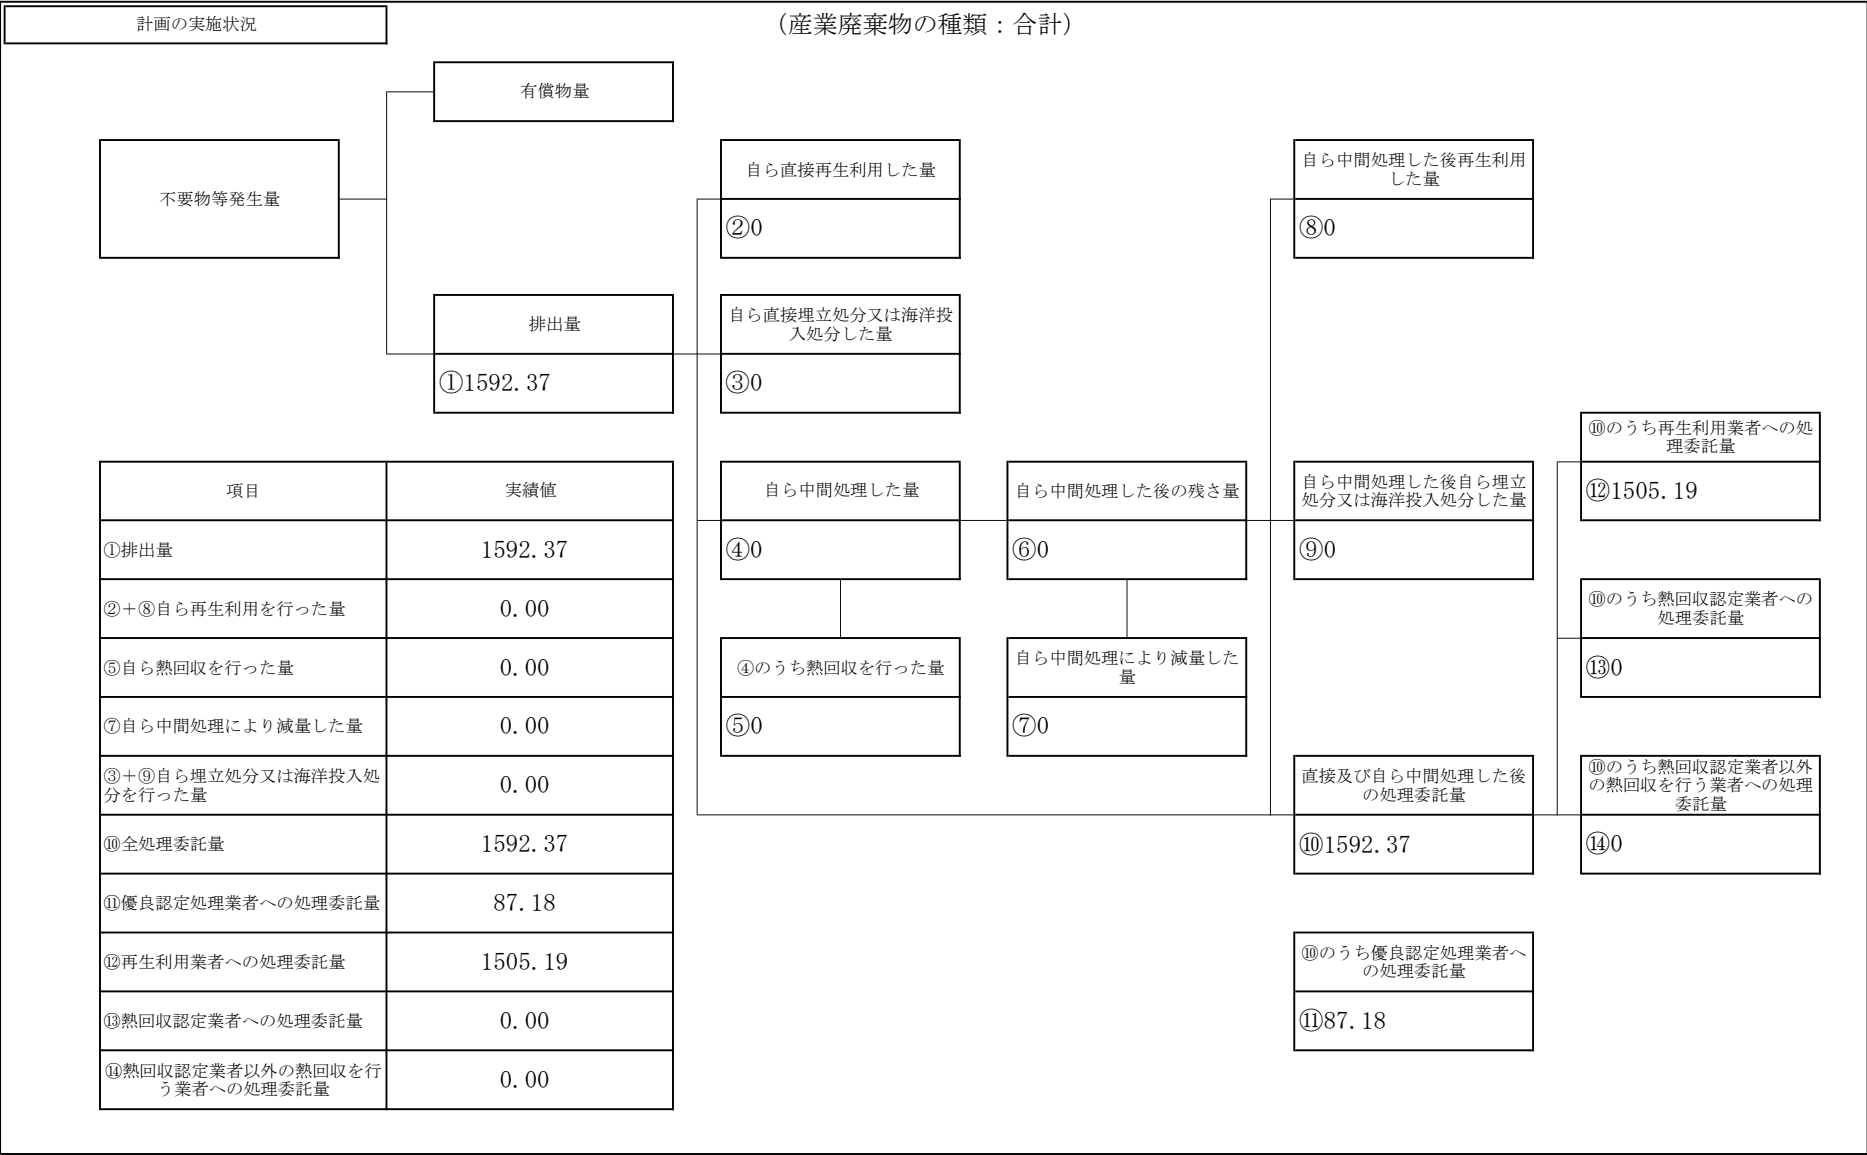 計画の実施状況
（産業廃棄物の種類：合計）
有償物量
不要物等発生量
自ら直接再生利用した量
②0
自ら中間処理した後再生利用
した量
⑧0
排出量
①1592.37
自ら直接埋立処分又は海洋投
入処分した量
③0
⑩のうち再生利用業者への処
理委託量
⑫1505.19
自ら中間処理した量
④0
自ら中間処理した後の残さ量
⑥0
自ら中間処理した後自ら埋立
処分又は海洋投入処分した量
⑨0
⑩のうち熱回収認定業者への
処理委託量
⑬0
④のうち熱回収を行った量
⑤0
自ら中間処理により減量した
量
⑦0
直接及び自ら中間処理した後
の処理委託量
⑩1592.37
⑩のうち熱回収認定業者以外
の熱回収を行う業者への処理
委託量
⑭0
⑩のうち優良認定処理業者へ
の処理委託量
⑪87.18
項目 実績値
①排出量 1592.37
②＋⑧自ら再生利用を行った量 0.00
⑤自ら熱回収を行った量 0.00
⑦自ら中間処理により減量した量 0.00
③＋⑨自ら埋立処分又は海洋投入処
分を行った量 0.00
⑩全処理委託量 1592.37
⑪優良認定処理業者への処理委託量 87.18
⑫再生利用業者への処理委託量 1505.19
⑬熱回収認定業者への処理委託量 0.00
⑭熱回収認定業者以外の熱回収を行
う業者への処理委託量 0.00